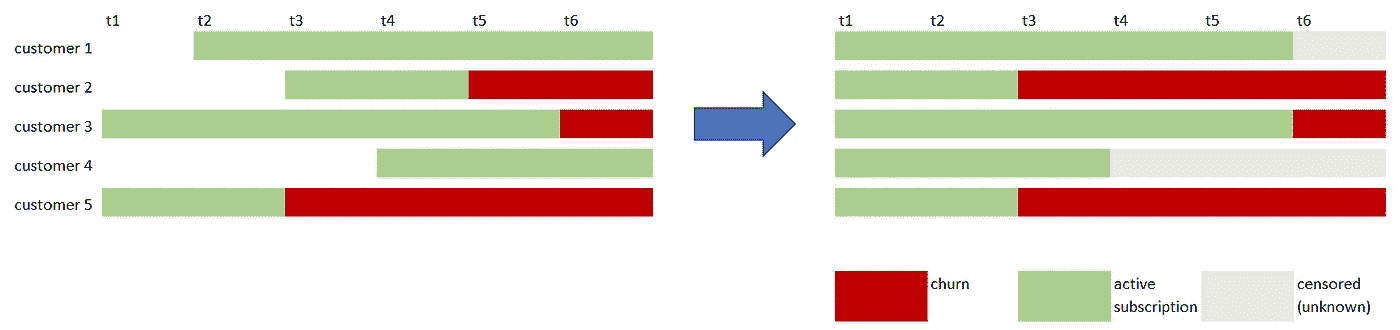 t1 t2 t3 t4 t5 t6
customer 1
customer 2
customer 3
customer 4
customer 5
t1 t2 t3 t4 t5 t6
churn
active
subscription
censored
(unknown)